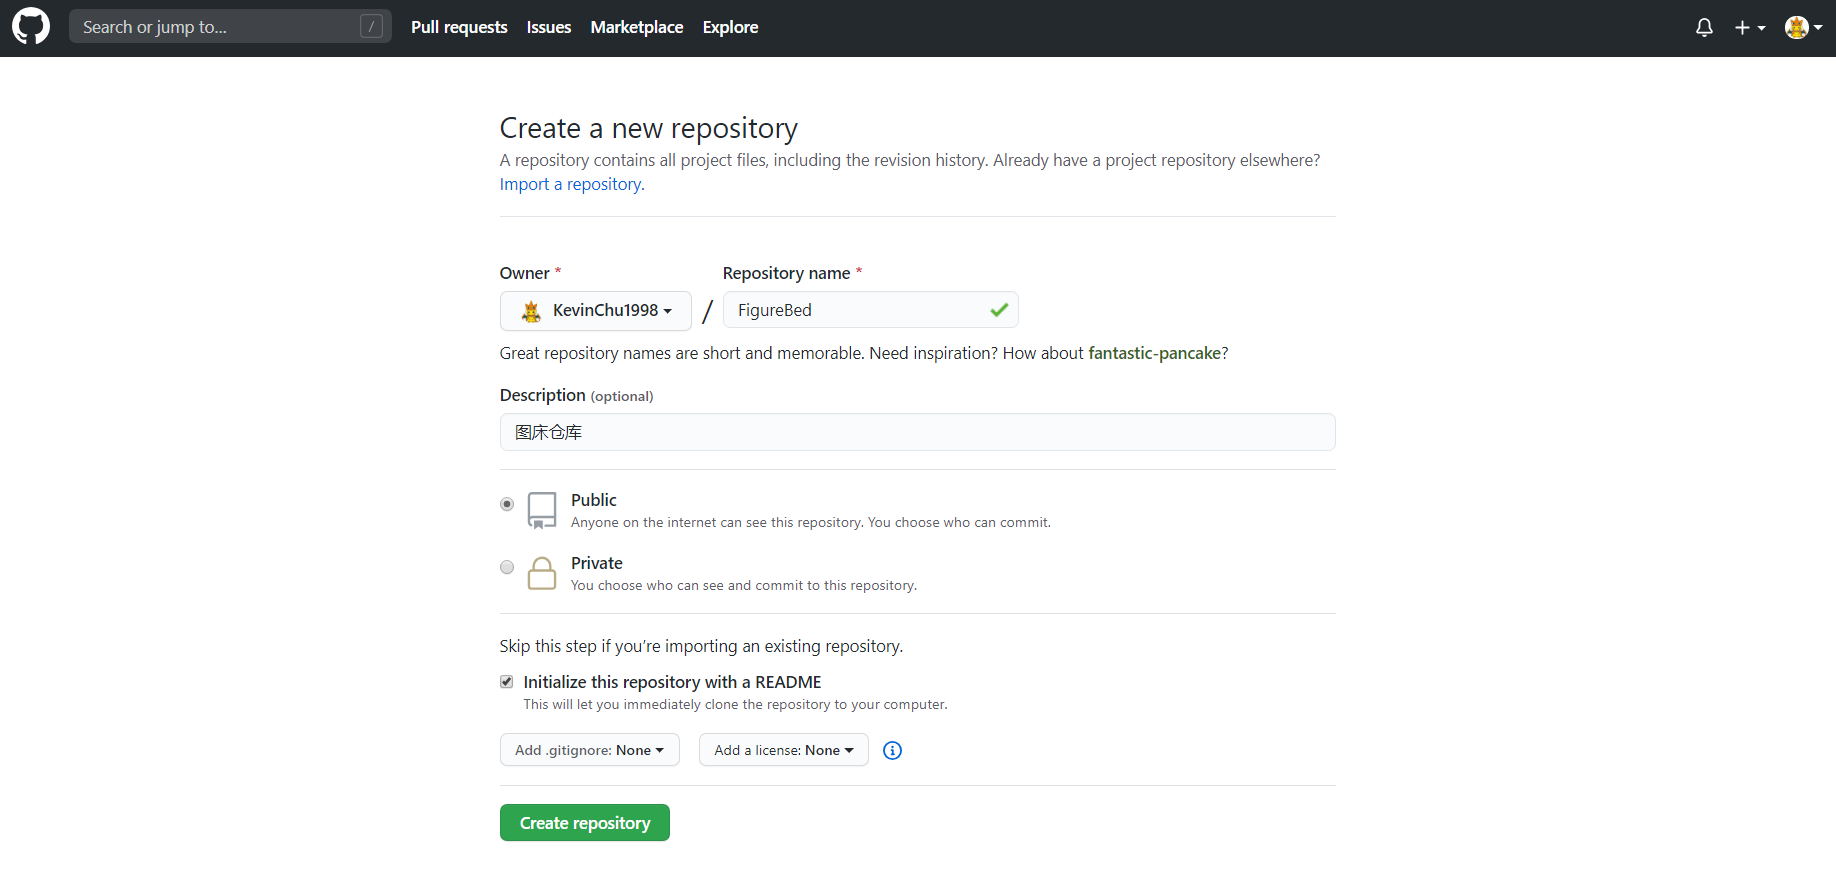 Search or jump to... / Pull requests Issues Marketplace Explore
Create a new repository
A repository contains all project files, including the revision history. Already have a project repository elsewhere?
Import a repository.
Owner * Repository name *
KevinChu1998 / FigureBed
Great repository names are short and memorable. Need inspiration? How about fantastic-pancake?
Description (optional)
图床仓库
Public
Anyone on the internet can see this repository. You choose who can commit.
Private
You choose who can see and commit to this repository.
Skip this step if you’re importing an existing repository.
Initialize this repository with a README
This will let you immediately clone the repository to your computer.
Add .gitignore: None Add a license: None
Create repository